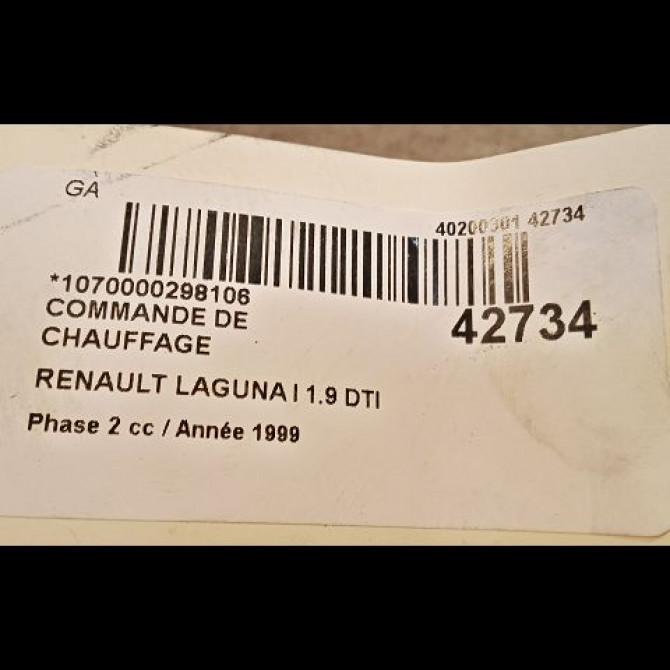 GA
40200301 42734
*1070000298106
42734
COMMANDE DE
CHAUFFAGE
RENAULT LAGUNA I 1.9 DTI
Phase 2 cc / Année 1999